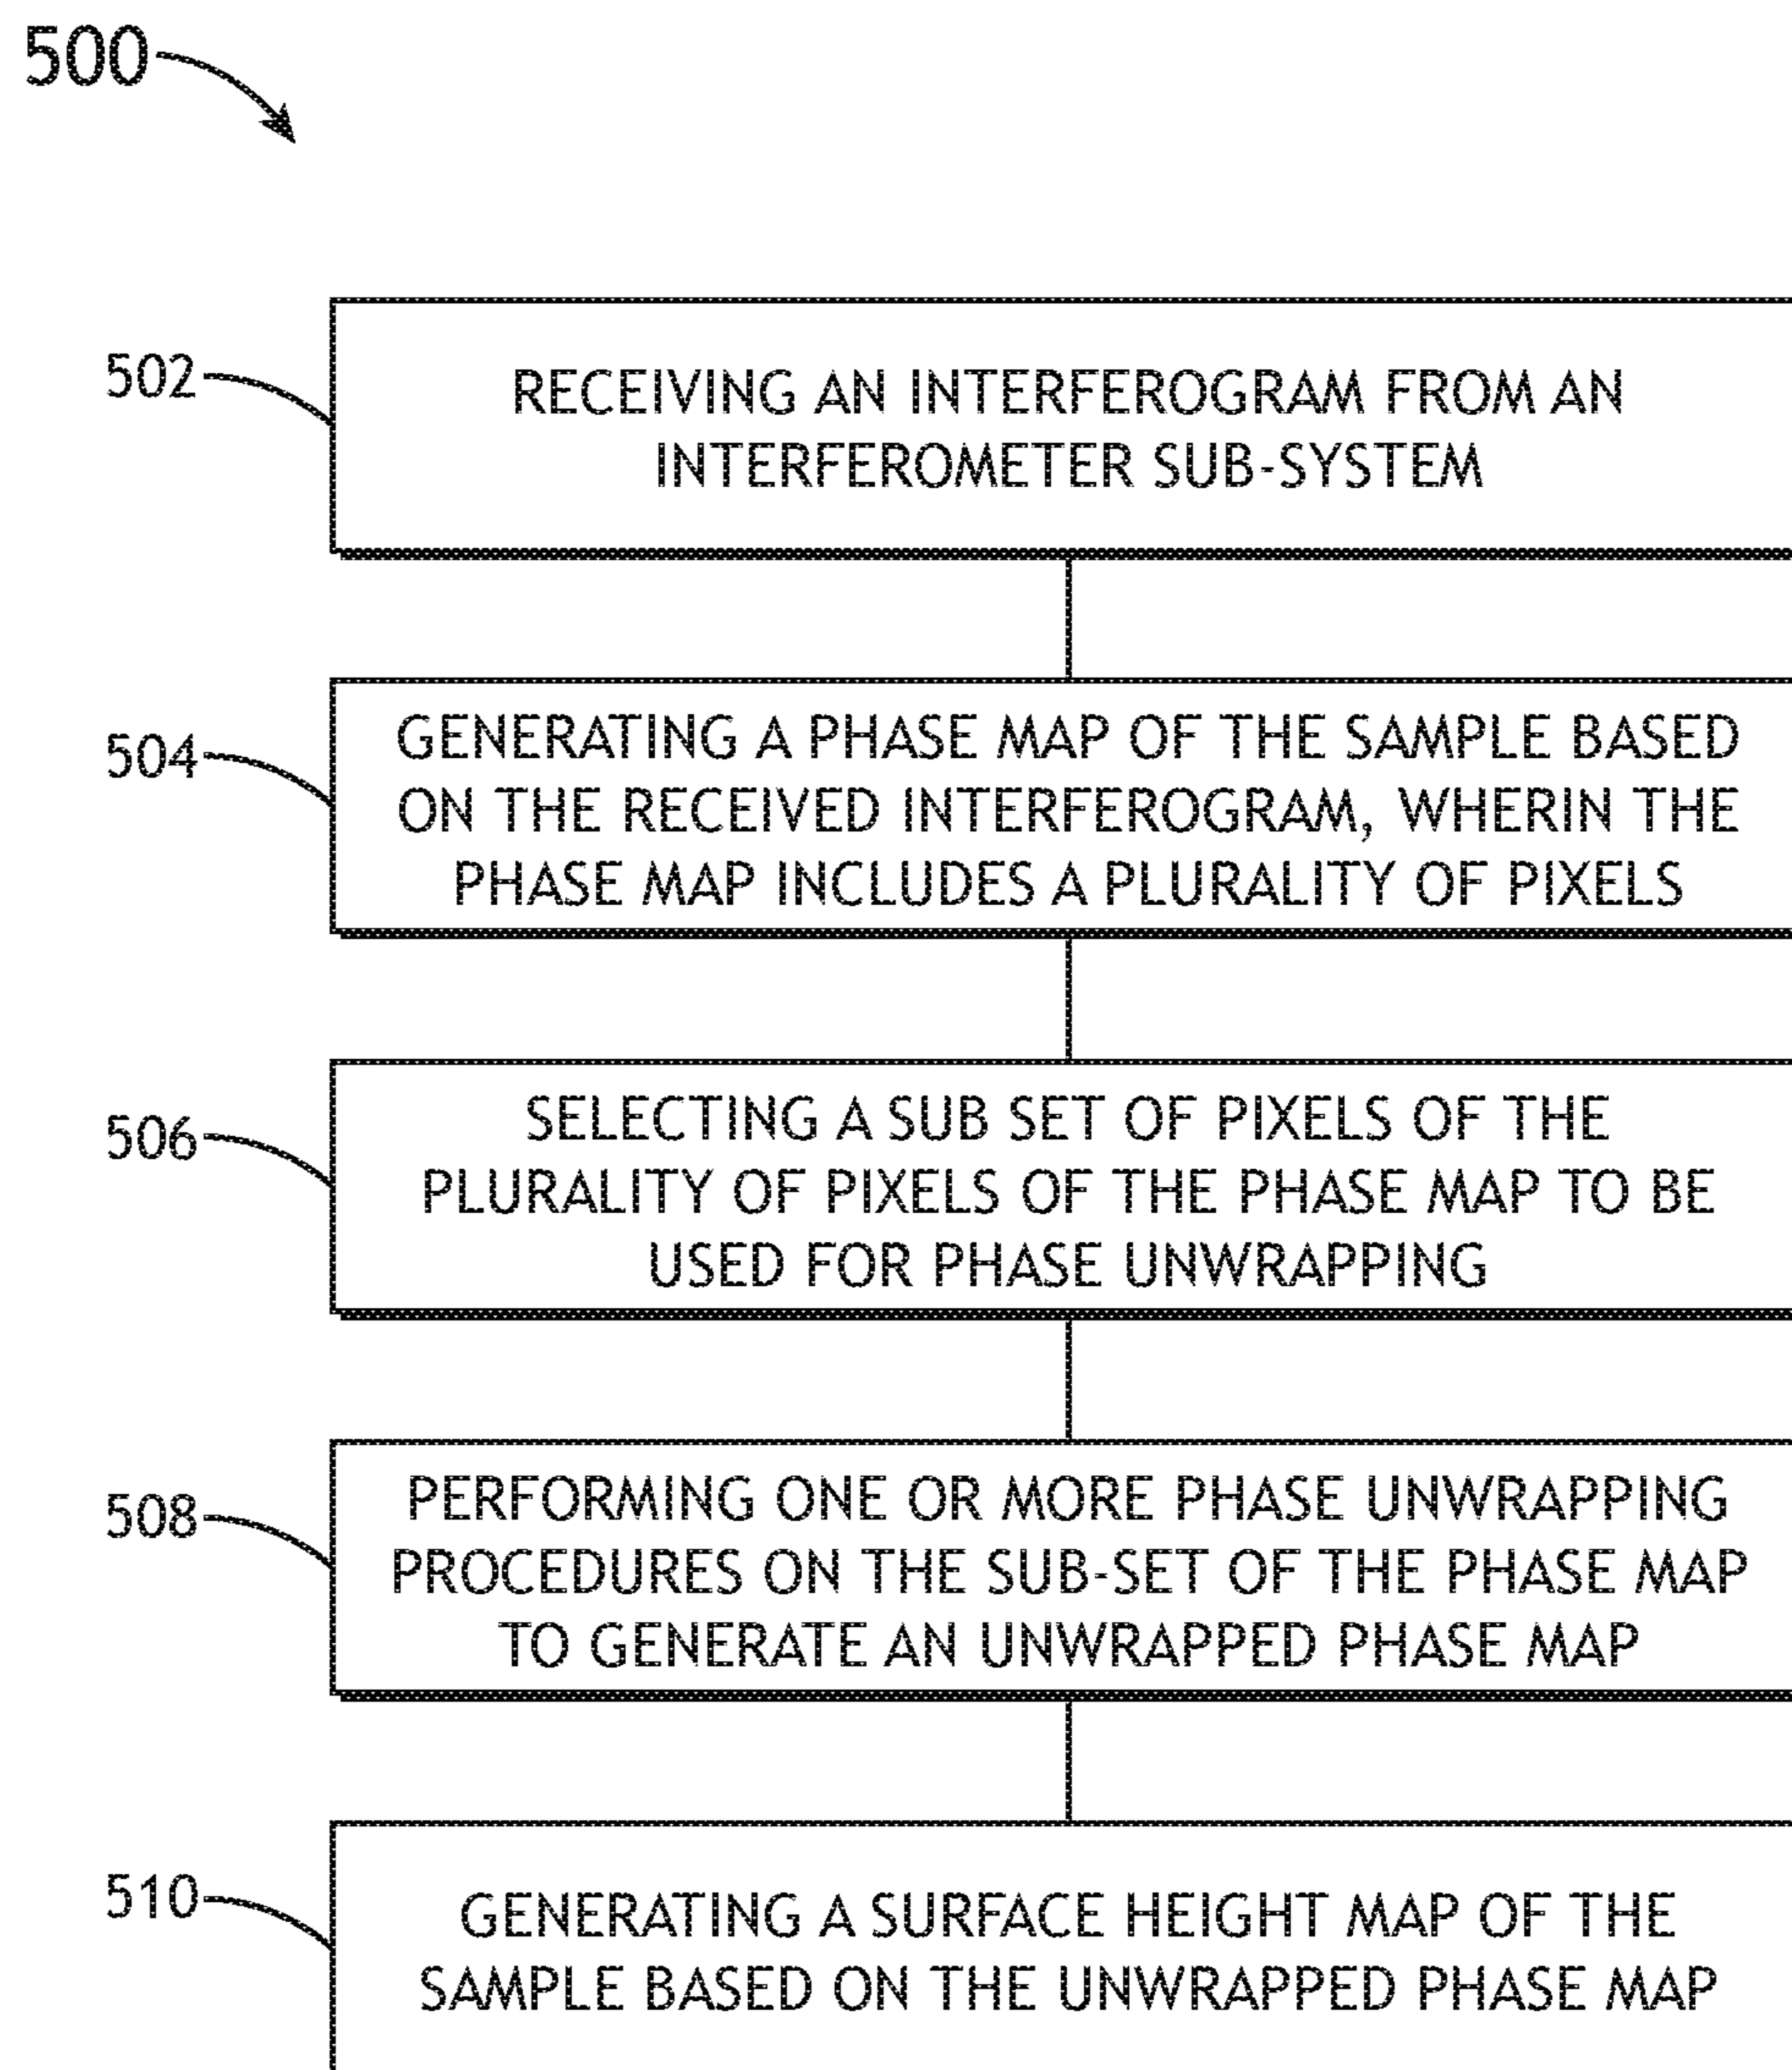 500
502
RECEIVING AN INTERFEROGRAM FROM AN
INTERFEROMETER SUB-SYSTEM
504
GENERATING A PHASE MAP OF THE SAMPLE BASED
ON THE RECEIVED INTERFEROGRAM, WHERIN THE
PHASE MAP INCLUDES A PLURALITY OF PIXELS
506
SELECTING A SUB SET OF PIXELS OF THE
PLURALITY OF PIXELS OF THE PHASE MAP TO BE
USED FOR PHASE UNWRAPPING
508
PERFORMING ONE OR MORE PHASE UNWRAPPING
PROCEDURES ON THE SUB-SET OF THE PHASE MAP
TO GENERATE AN UNWRAPPED PHASE MAP
510
GENERATING A SURFACE HEIGHT MAP OF THE
SAMPLE BASED ON THE UNWRAPPED PHASE MAP